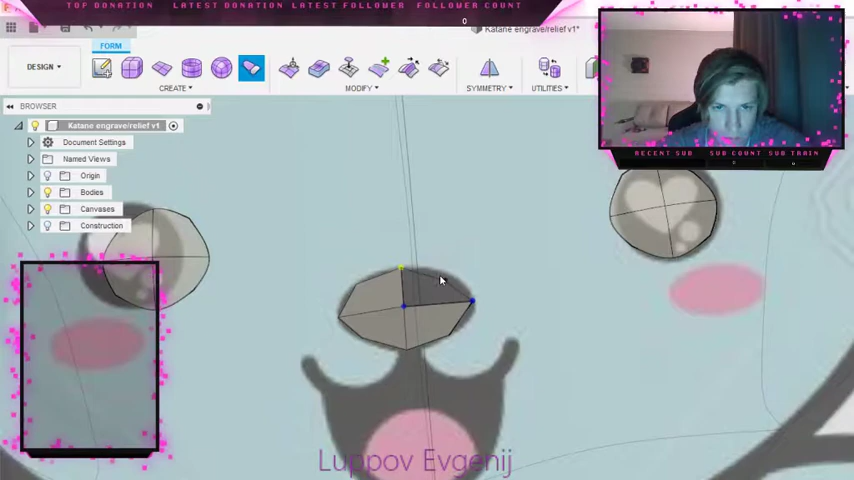 TOP DONATION LATEST DONATION LATEST FOLLOWER FOLLOWER COUNT
0
Katane engrave/relief v1*
FORM
DESIGN
CREATE
MODIFY
SYMMETRY
UTILITIES
BROWSER
Katane engrave/relief v1
Document Settings
Named Views
Origin
Bodies
Canvases
Construction
RECENT SUB SUB COUNT SUB TRAIN
0
Luppov Evgenij